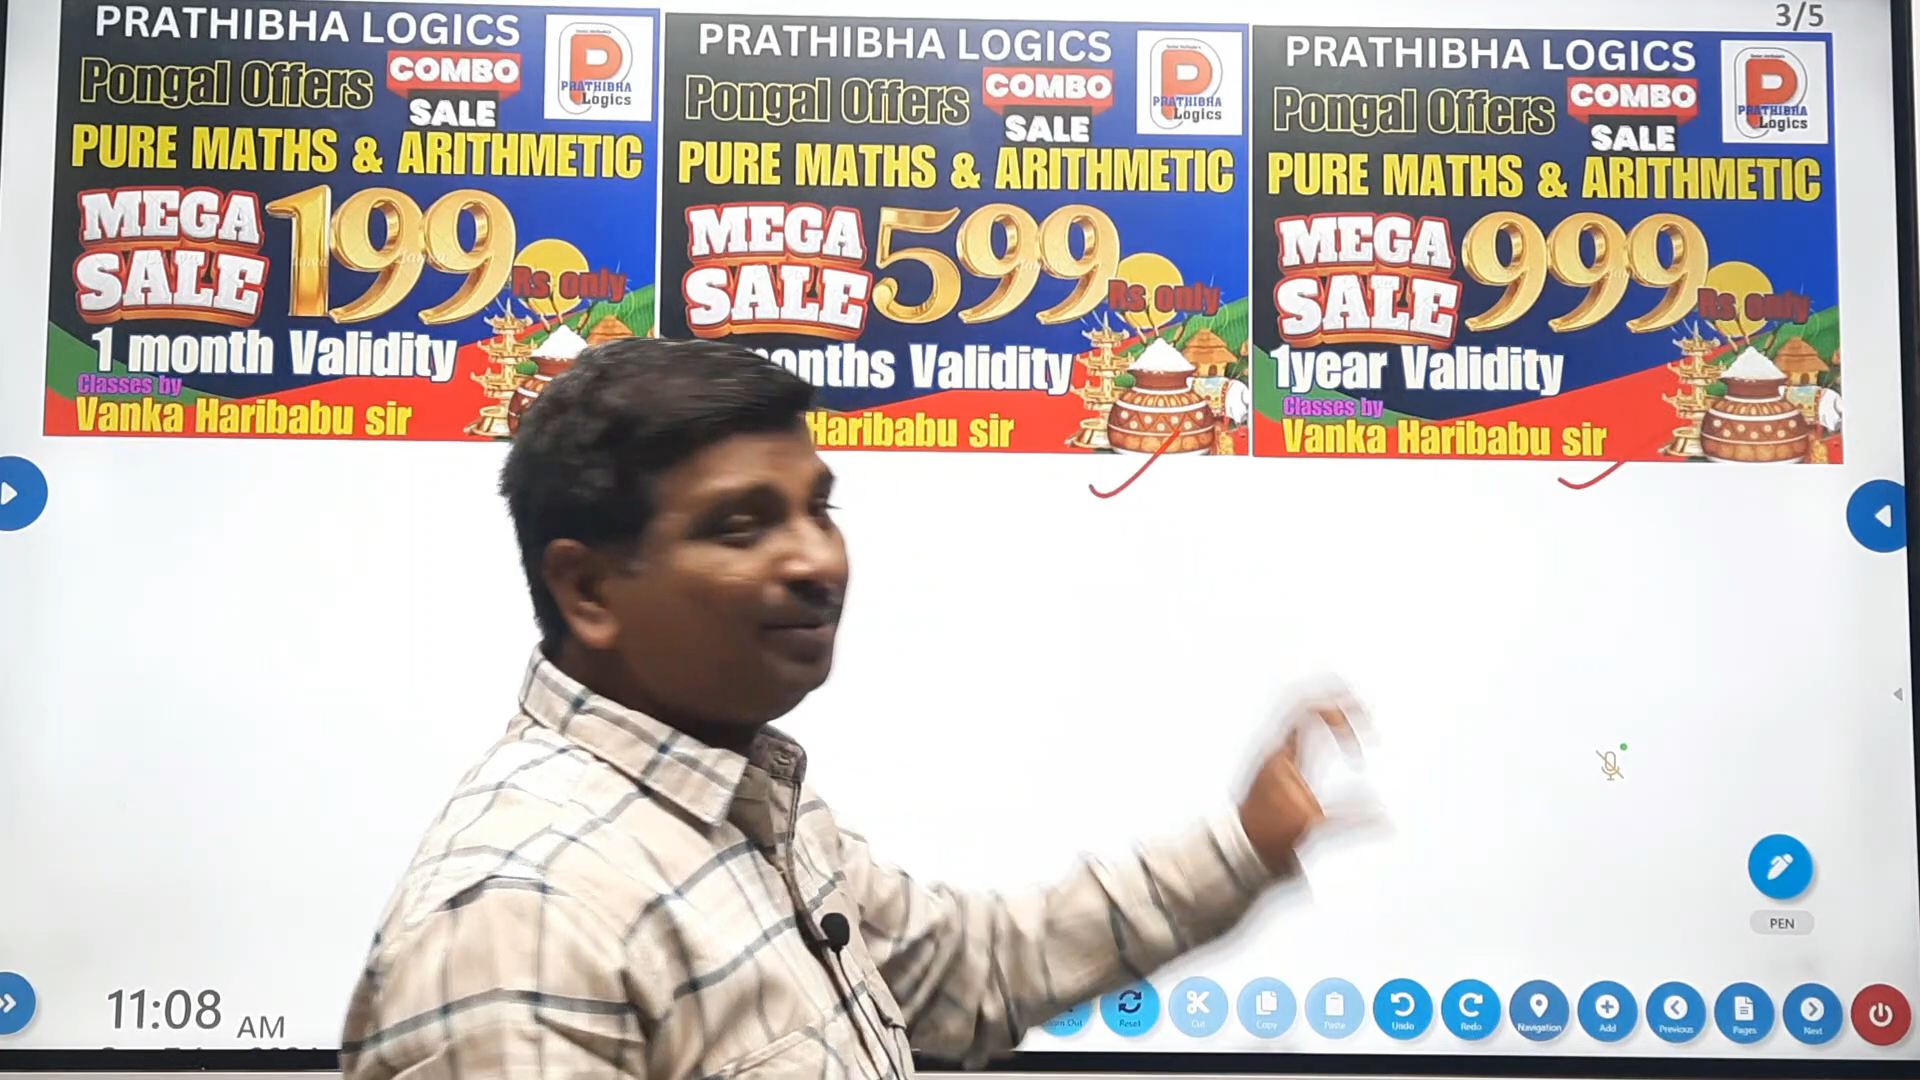 3/5
PRATHIBHA LOGICS
Pongal Offers
COMBO
SALE
PRATHIBHA
Logics
PURE MATHS & ARITHMETIC
MEGA
SALE
199
Rs only
1 month Validity
Classes by
Vanka Haribabu sir
PRATHIBHA LOGICS
Pongal Offers
COMBO
SALE
PRATHIBHA
Logics
PURE MATHS & ARITHMETIC
MEGA
SALE
599
Rs only
Validity
Haribabu sir
PRATHIBHA LOGICS
Pongal Offers
COMBO
SALE
PRATHIBHA
Logics
PURE MATHS & ARITHMETIC
MEGA
SALE
999
Rs only
1year Validity
Classes by
Vanka Haribabu sir
PEN
11:08 AM
Out
Reset
Cut
Copy
Paste
Undo
Redo
Navigation
Add
Previous
Pages
Next